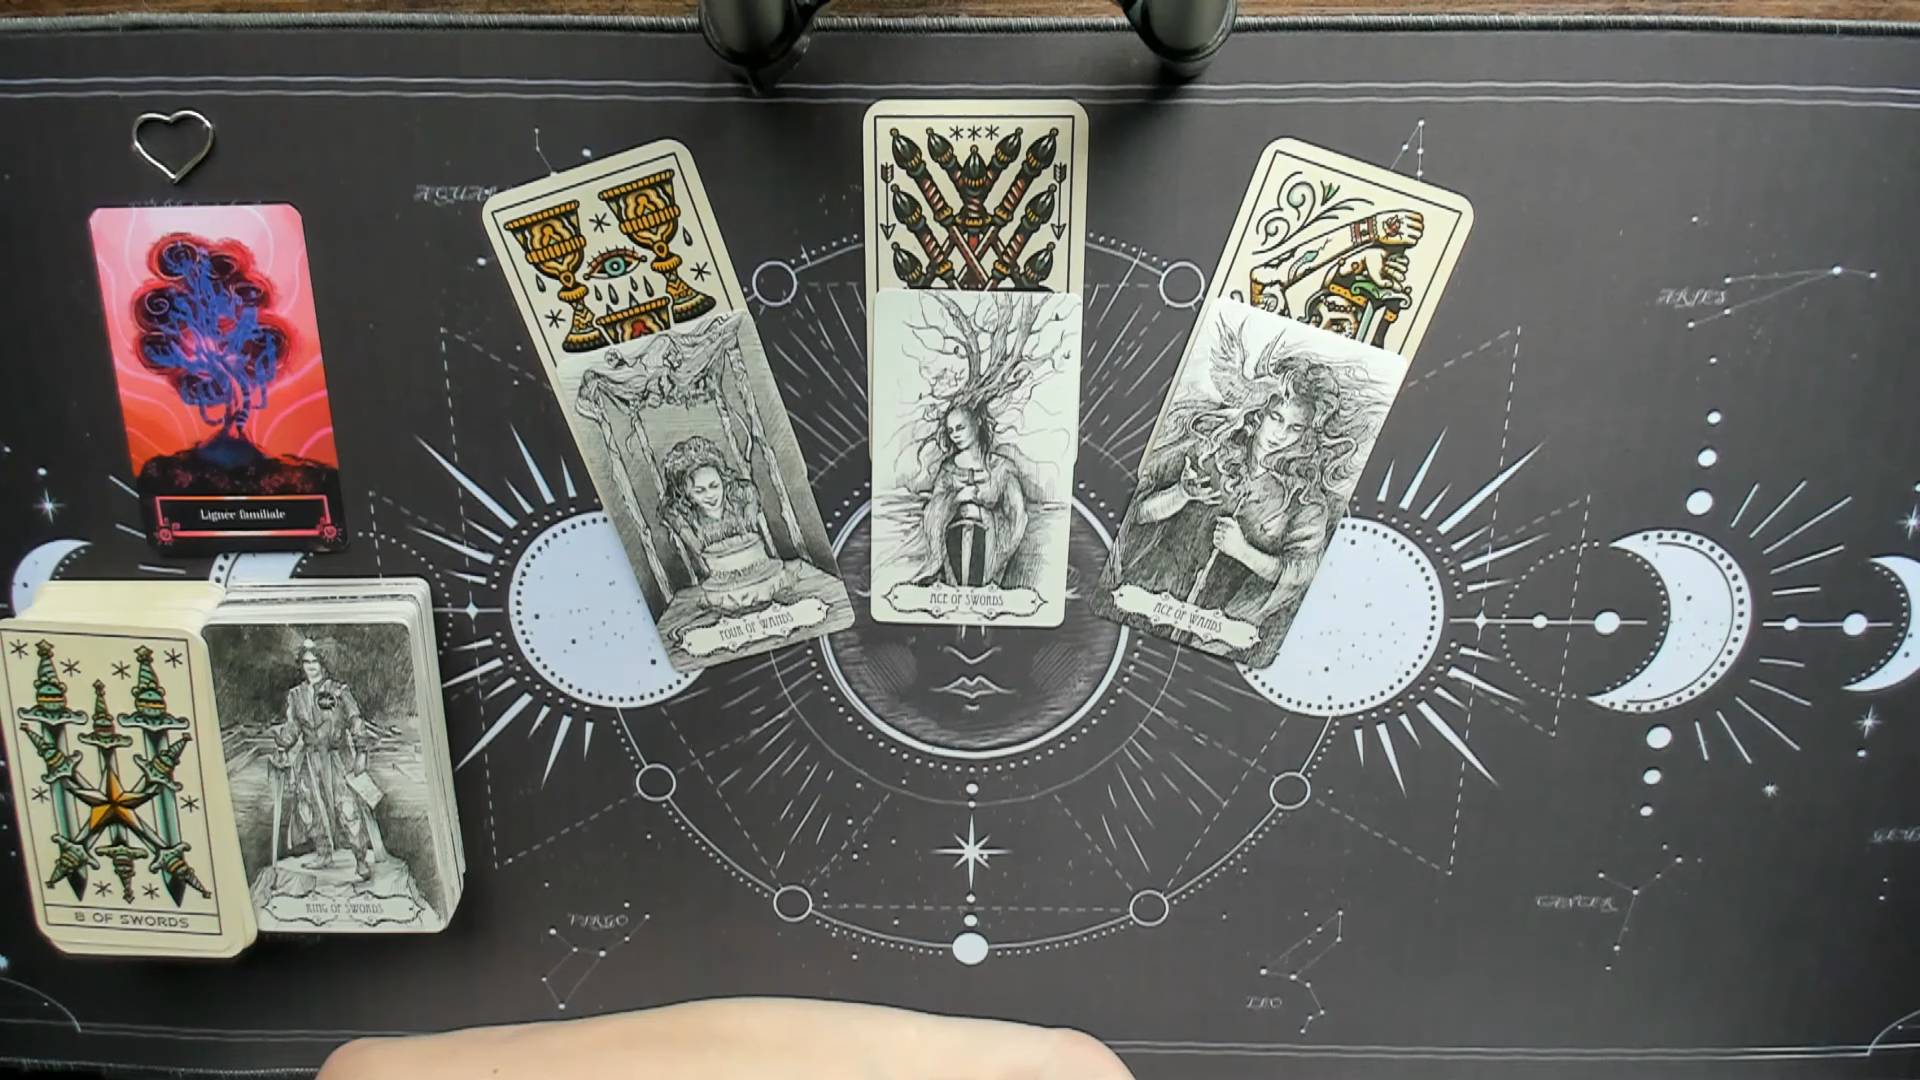 ARIES
Lignée familiale
FOUR OF WANDS
ACE OF SWORDS
ACE OF WANDS
8 OF SWORDS
KING OF SWORDS
VIRGO
LEO
CANCER